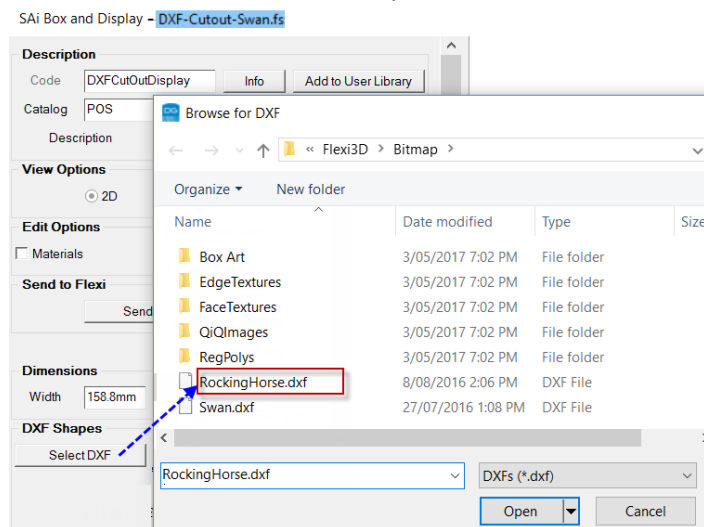 SAi Box and Display – DXF-Cutout-Swan.fs
Description
Code DXFCutOutDisplay Info Add to User Library
Catalog POS
Description
View Options
2D
Edit Options
Materials
Send to Flexi
Send
Dimensions
Width 158.8mm
DXF Shapes
Select DXF
Browse for DXF
« Flexi3D > Bitmap >
Organize New folder
Name Date modified Type Size
Box Art 3/05/2017 7:02 PM File folder
EdgeTextures 3/05/2017 7:02 PM File folder
FaceTextures 3/05/2017 7:02 PM File folder
QiQImages 3/05/2017 7:02 PM File folder
RegPolys 3/05/2017 7:02 PM File folder
RockingHorse.dxf 8/08/2016 2:06 PM DXF File
Swan.dxf 27/07/2016 1:08 PM DXF File
RockingHorse.dxf DXFs (*.dxf)
Open Cancel